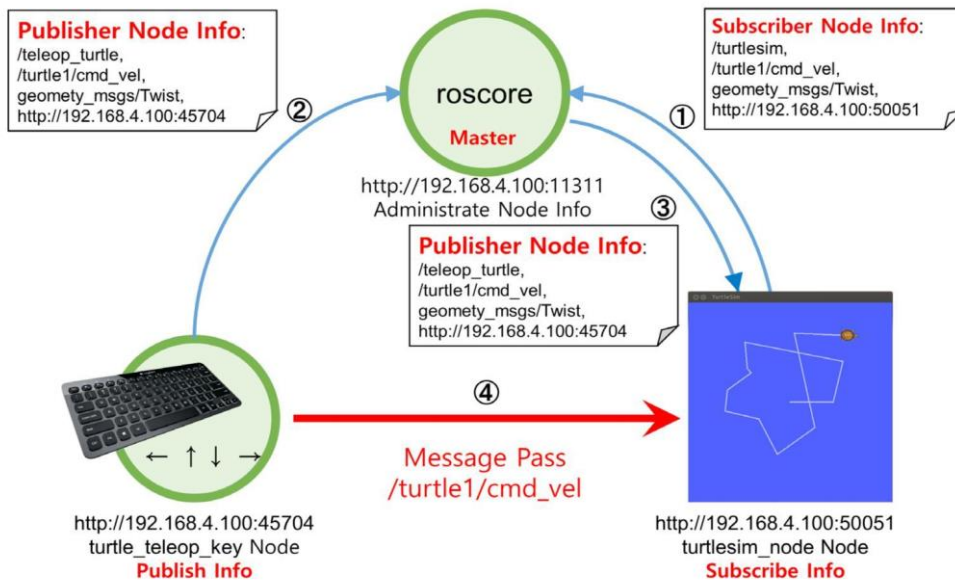 Publisher Node Info:
/teleop_turtle,
/turtle1/cmd_vel,
geomety_msgs/Twist,
http://192.168.4.100:45704
②
roscore
Master
http://192.168.4.100:11311
Administrate Node Info
Subscriber Node Info:
/turtlesim,
/turtle1/cmd_vel,
geomety_msgs/Twist,
http://192.168.4.100:50051
①
③
Publisher Node Info:
/teleop_turtle,
/turtle1/cmd_vel,
geomety_msgs/Twist,
http://192.168.4.100:45704
TurtleSim
← ↑ ↓ →
④
Message Pass
/turtle1/cmd_vel
http://192.168.4.100:45704
turtle_teleop_key Node
Publish Info
http://192.168.4.100:50051
turtlesim_node Node
Subscribe Info